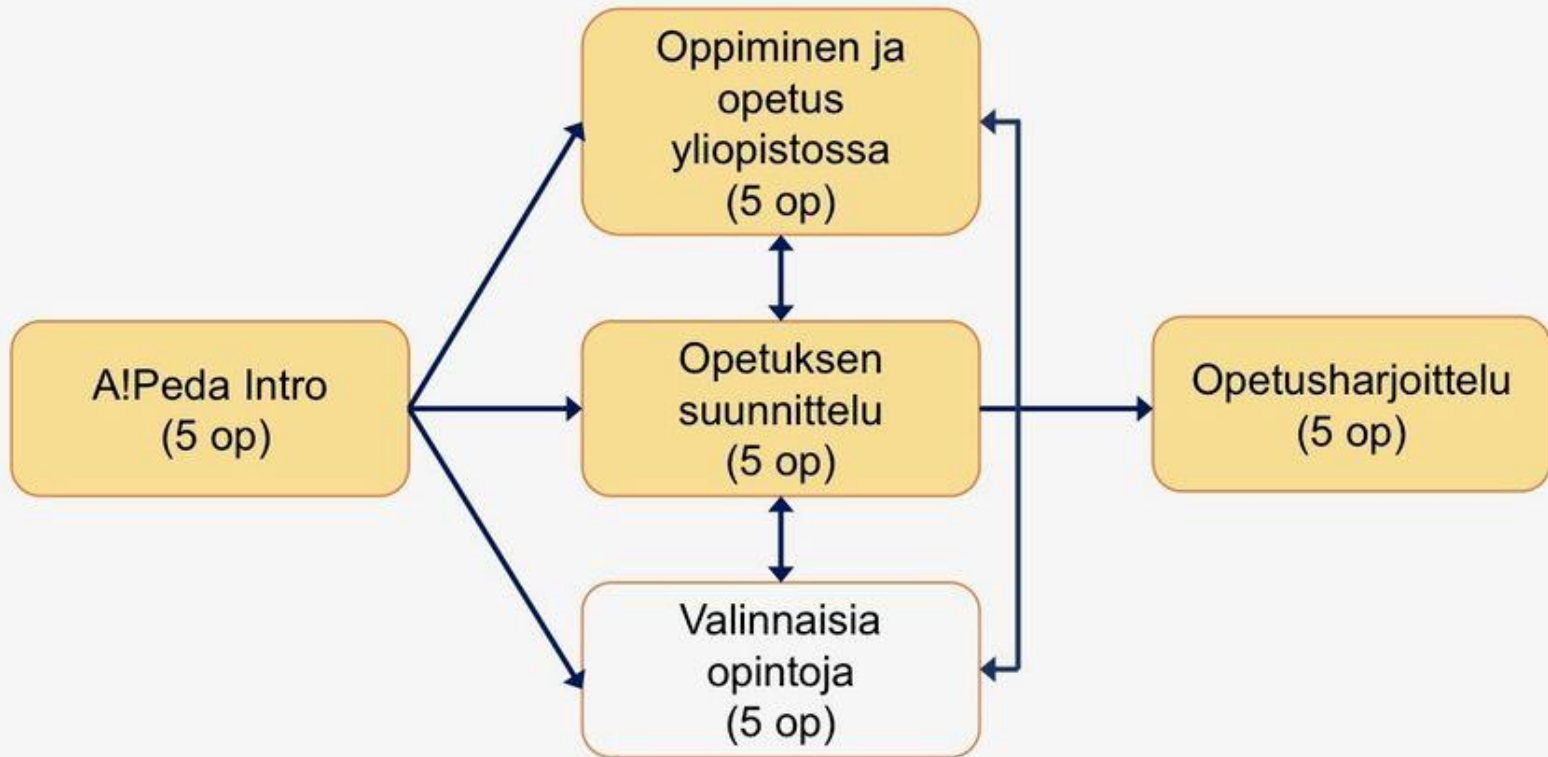 Oppiminen ja
opetus
yliopistossa
(5 op)
A!Peda Intro
(5 op)
Opetuksen
suunnittelu
(5 op)
Opetusharjoittelu
(5 op)
Valinnaisia
opintoja
(5 op)